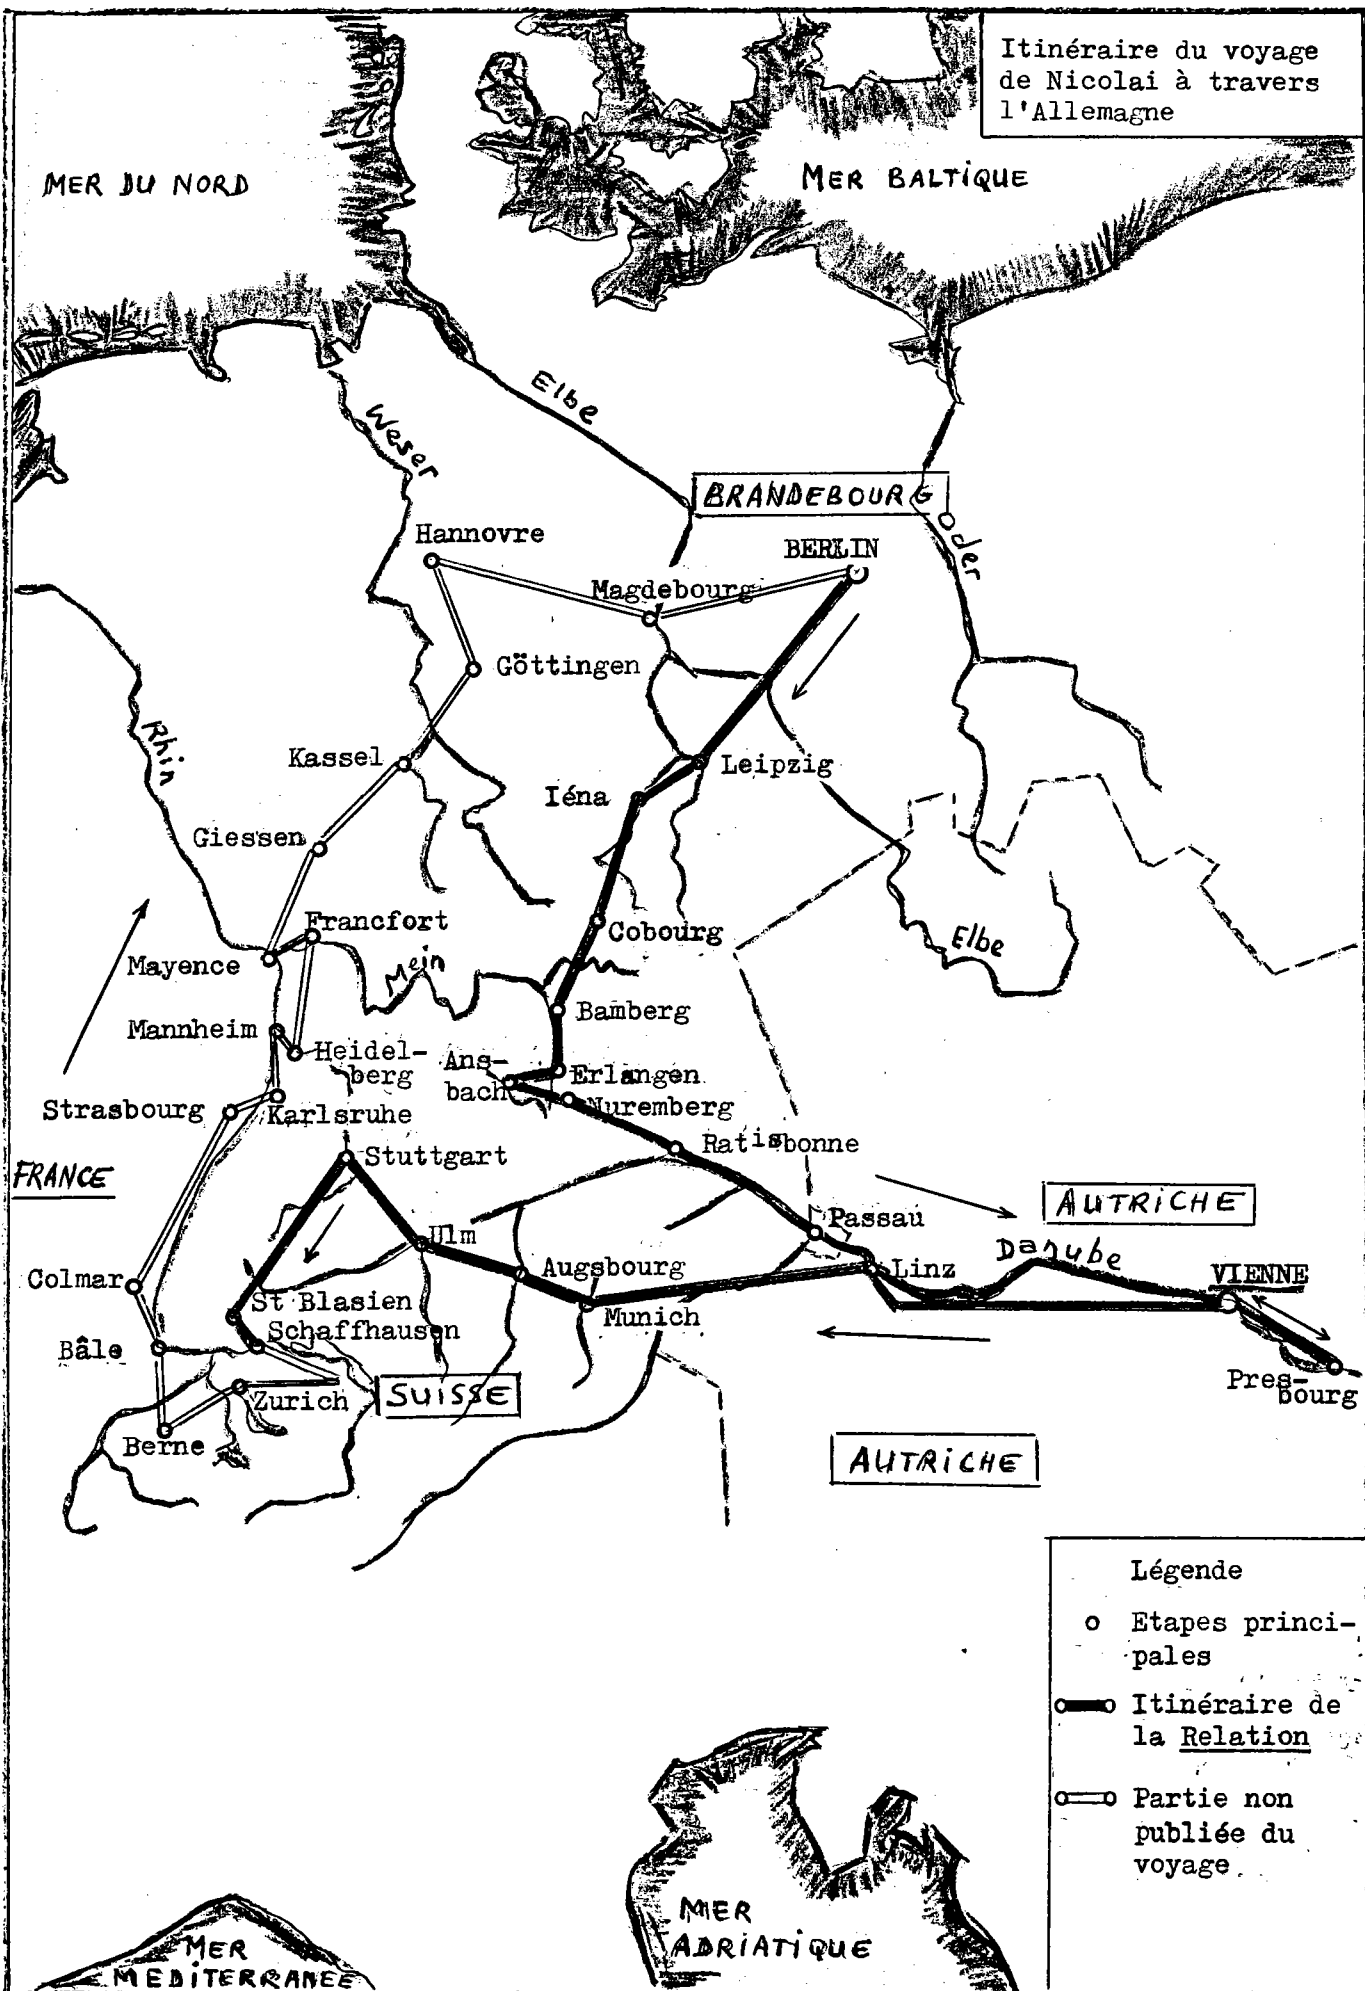 Itinéraire du voyage
de Nicolai à travers
l'Allemagne
MER DU NORD
MER BALTIQUE
Elbe
Weser
BRANDEBOURG
Oder
Hannovre
BERLIN
Magdebourg
Göttingen
Rhin
Kassel
Leipzig
Iéna
Giessen
Francfort
Cobourg
Elbe
Mayence
Mein
Bamberg
Mannheim
Heidel-
berg
Ans-
bach
Erlangen
Nuremberg
Strasbourg
Karlsruhe
Ratisbonne
Stuttgart
FRANCE
AUTRICHE
Passau
Ulm
Danube
Colmar
Augsbourg
Linz
VIENNE
St Blasien
Schaffhausen
Munich
Bâle
Pres-
bourg
Zurich
SUISSE
Berne
AUTRICHE
Légende
Etapes princi-
pales
Itinéraire de
la Relation
Partie non
publiée du
voyage
MER
ADRIATIQUE
MER
MEDITERRANEE